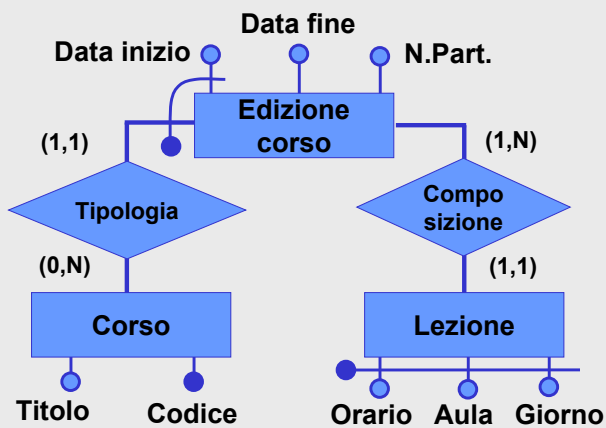 Data fine
Data inizio
N.Part.
Edizione
corso
(1,1)
(1,N)
Tipologia
Compo
sizione
(0,N)
(1,1)
Corso
Lezione
Titolo
Codice
Orario
Aula
Giorno